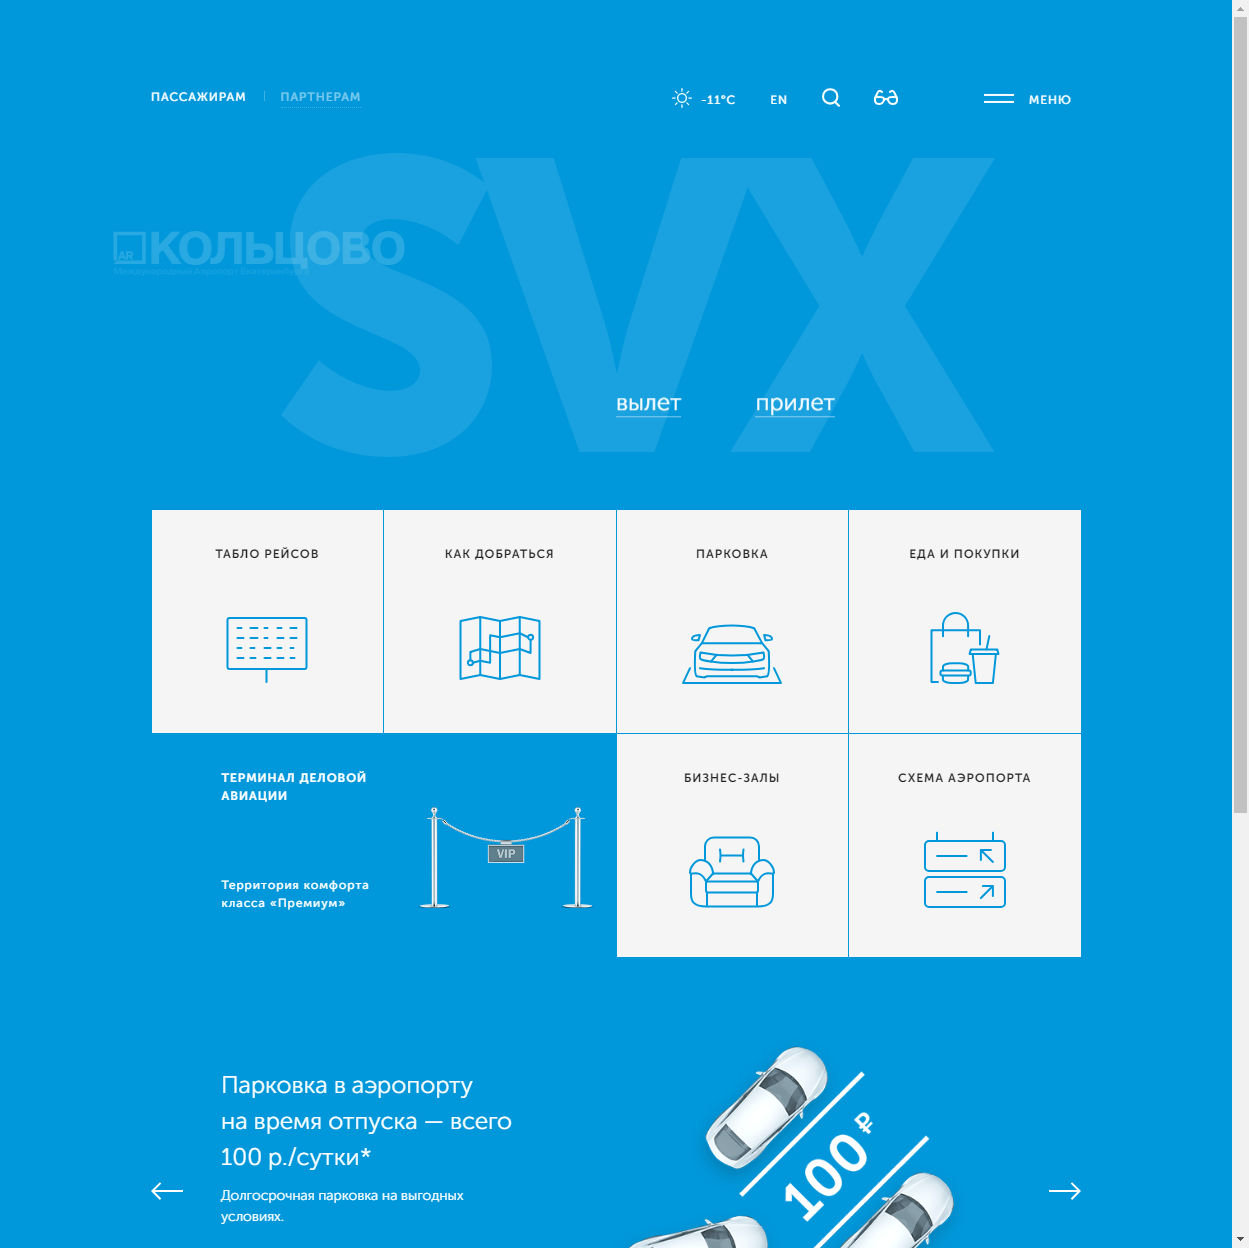 ПАССАЖИРАМ
ПАРТНЕРАМ
-11°C
EN
МЕНЮ
SVX
AR
КОЛЬЦОВО
Международный Аэропорт Екатеринбург
вылет
прилет
ТАБЛО РЕЙСОВ
КАК ДОБРАТЬСЯ
ПАРКОВКА
ЕДА И ПОКУПКИ
ТЕРМИНАЛ ДЕЛОВОЙ
АВИАЦИИ
VIP
Территория комфорта
класса «Премиум»
БИЗНЕС-ЗАЛЫ
СХЕМА АЭРОПОРТА
Парковка в аэропорту
на время отпуска — всего
100 р./сутки*
Долгосрочная парковка на выгодных
условиях.
100 ₽